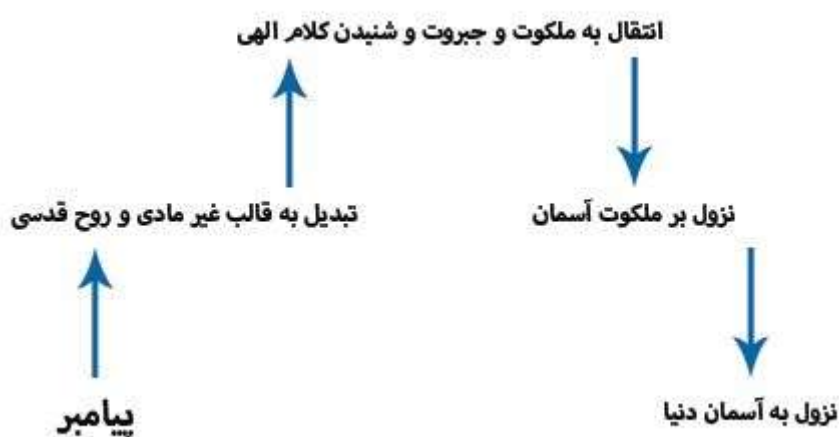 انتقال به ملکوت و جبروت و شنیدن کلام الهی
تبدیل به قالب غیر مادی و روح قدسی
نزول بر ملکوت آسمان
پیامبر
نزول به آسمان دنیا